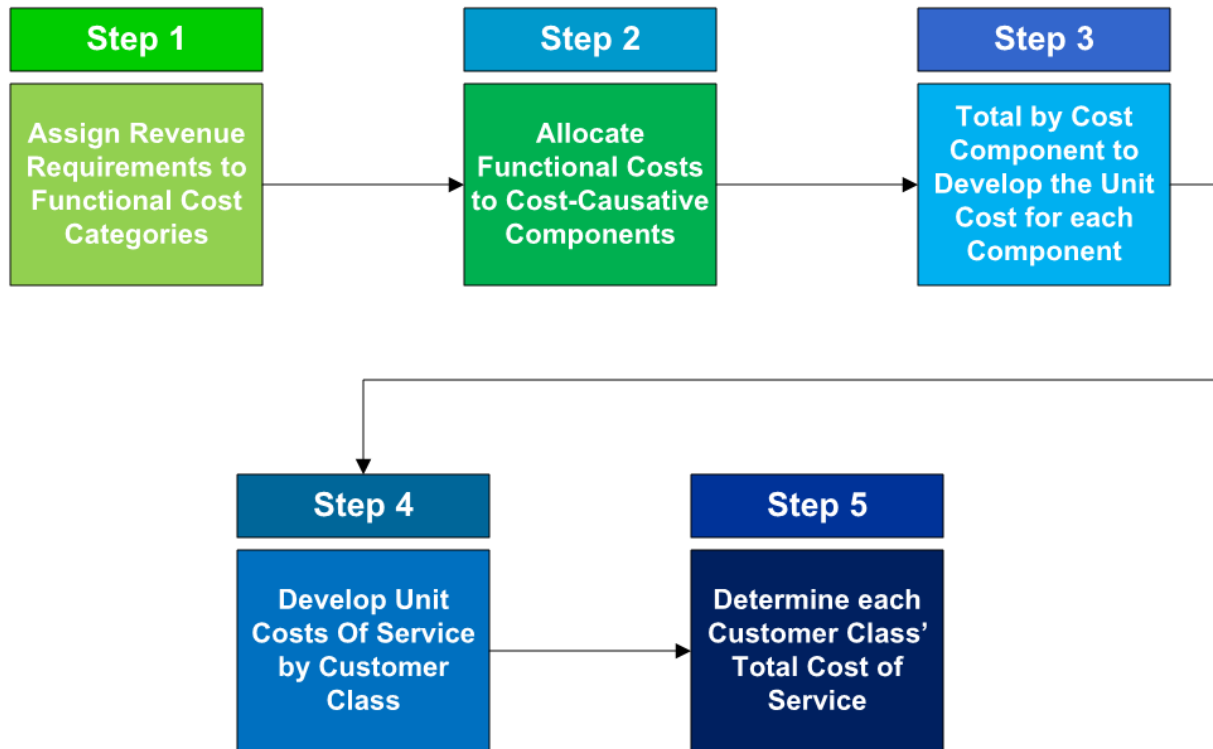 Step 1
Assign Revenue
Requirements to
Functional Cost
Categories
Step 2
Allocate
Functional Costs
to Cost-Causative
Components
Step 3
Total by Cost
Component to
Develop the Unit
Cost for each
Component
Step 4
Develop Unit
Costs Of Service
by Customer
Class
Step 5
Determine each
Customer Class’
Total Cost of
Service